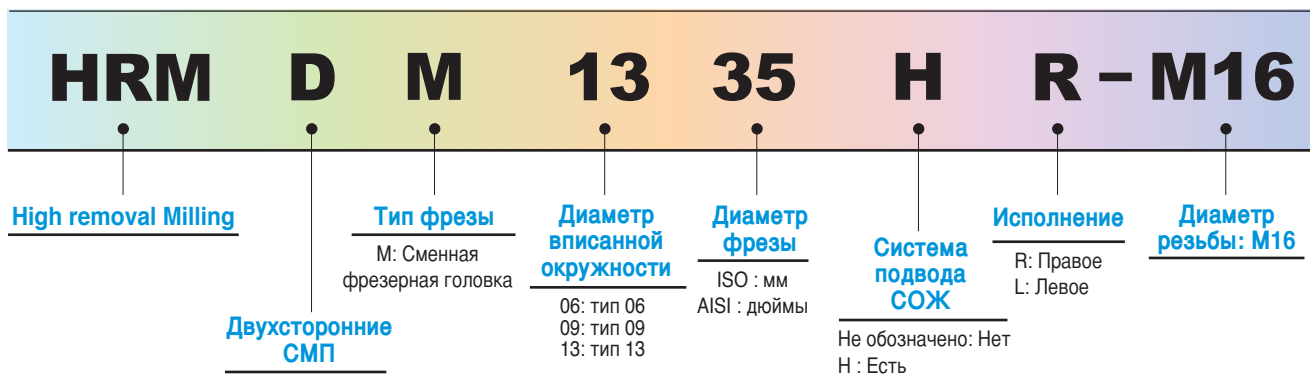 HRM D M 13 35 H R – M16
High removal Milling
Двухсторонние
СМП
Тип фрезы
M: Сменная
фрезерная головка
Диаметр
вписанной
окружности
06: тип 06
09: тип 09
13: тип 13
Диаметр
фрезы
ISO : мм
AISI : дюймы
Система
подвода
СОЖ
Не обозначено: Нет
H : Есть
Исполнение
R: Правое
L: Левое
Диаметр
резьбы: M16